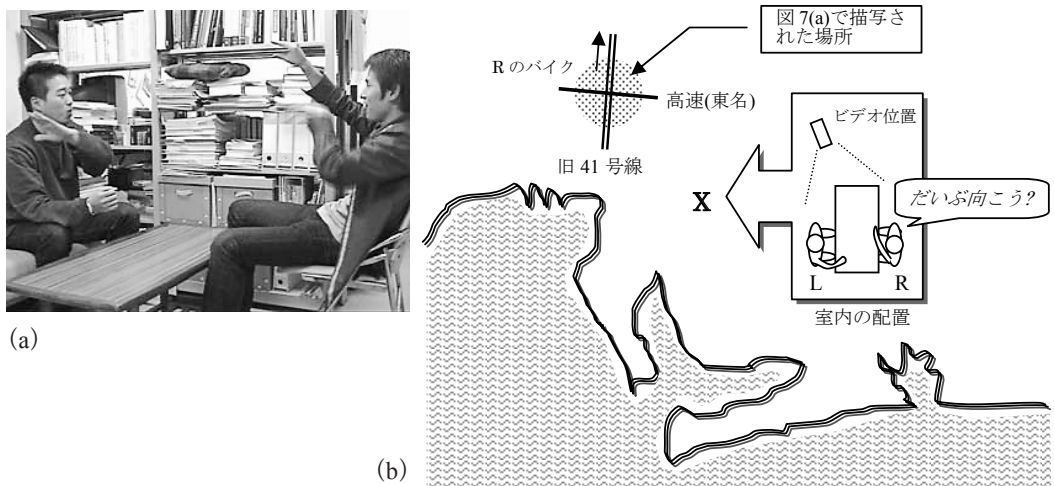 (a)
図 7(a)で描写さ
れた場所
R のバイク
高速(東名)
旧 41 号線
ビデオ位置
X
だいぶ向こう?
L
R
室内の配置
(b)